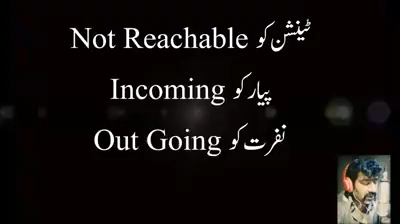 ٹینشن کو Not Reachable
پیار کو Incoming
نفرت کو Out Going